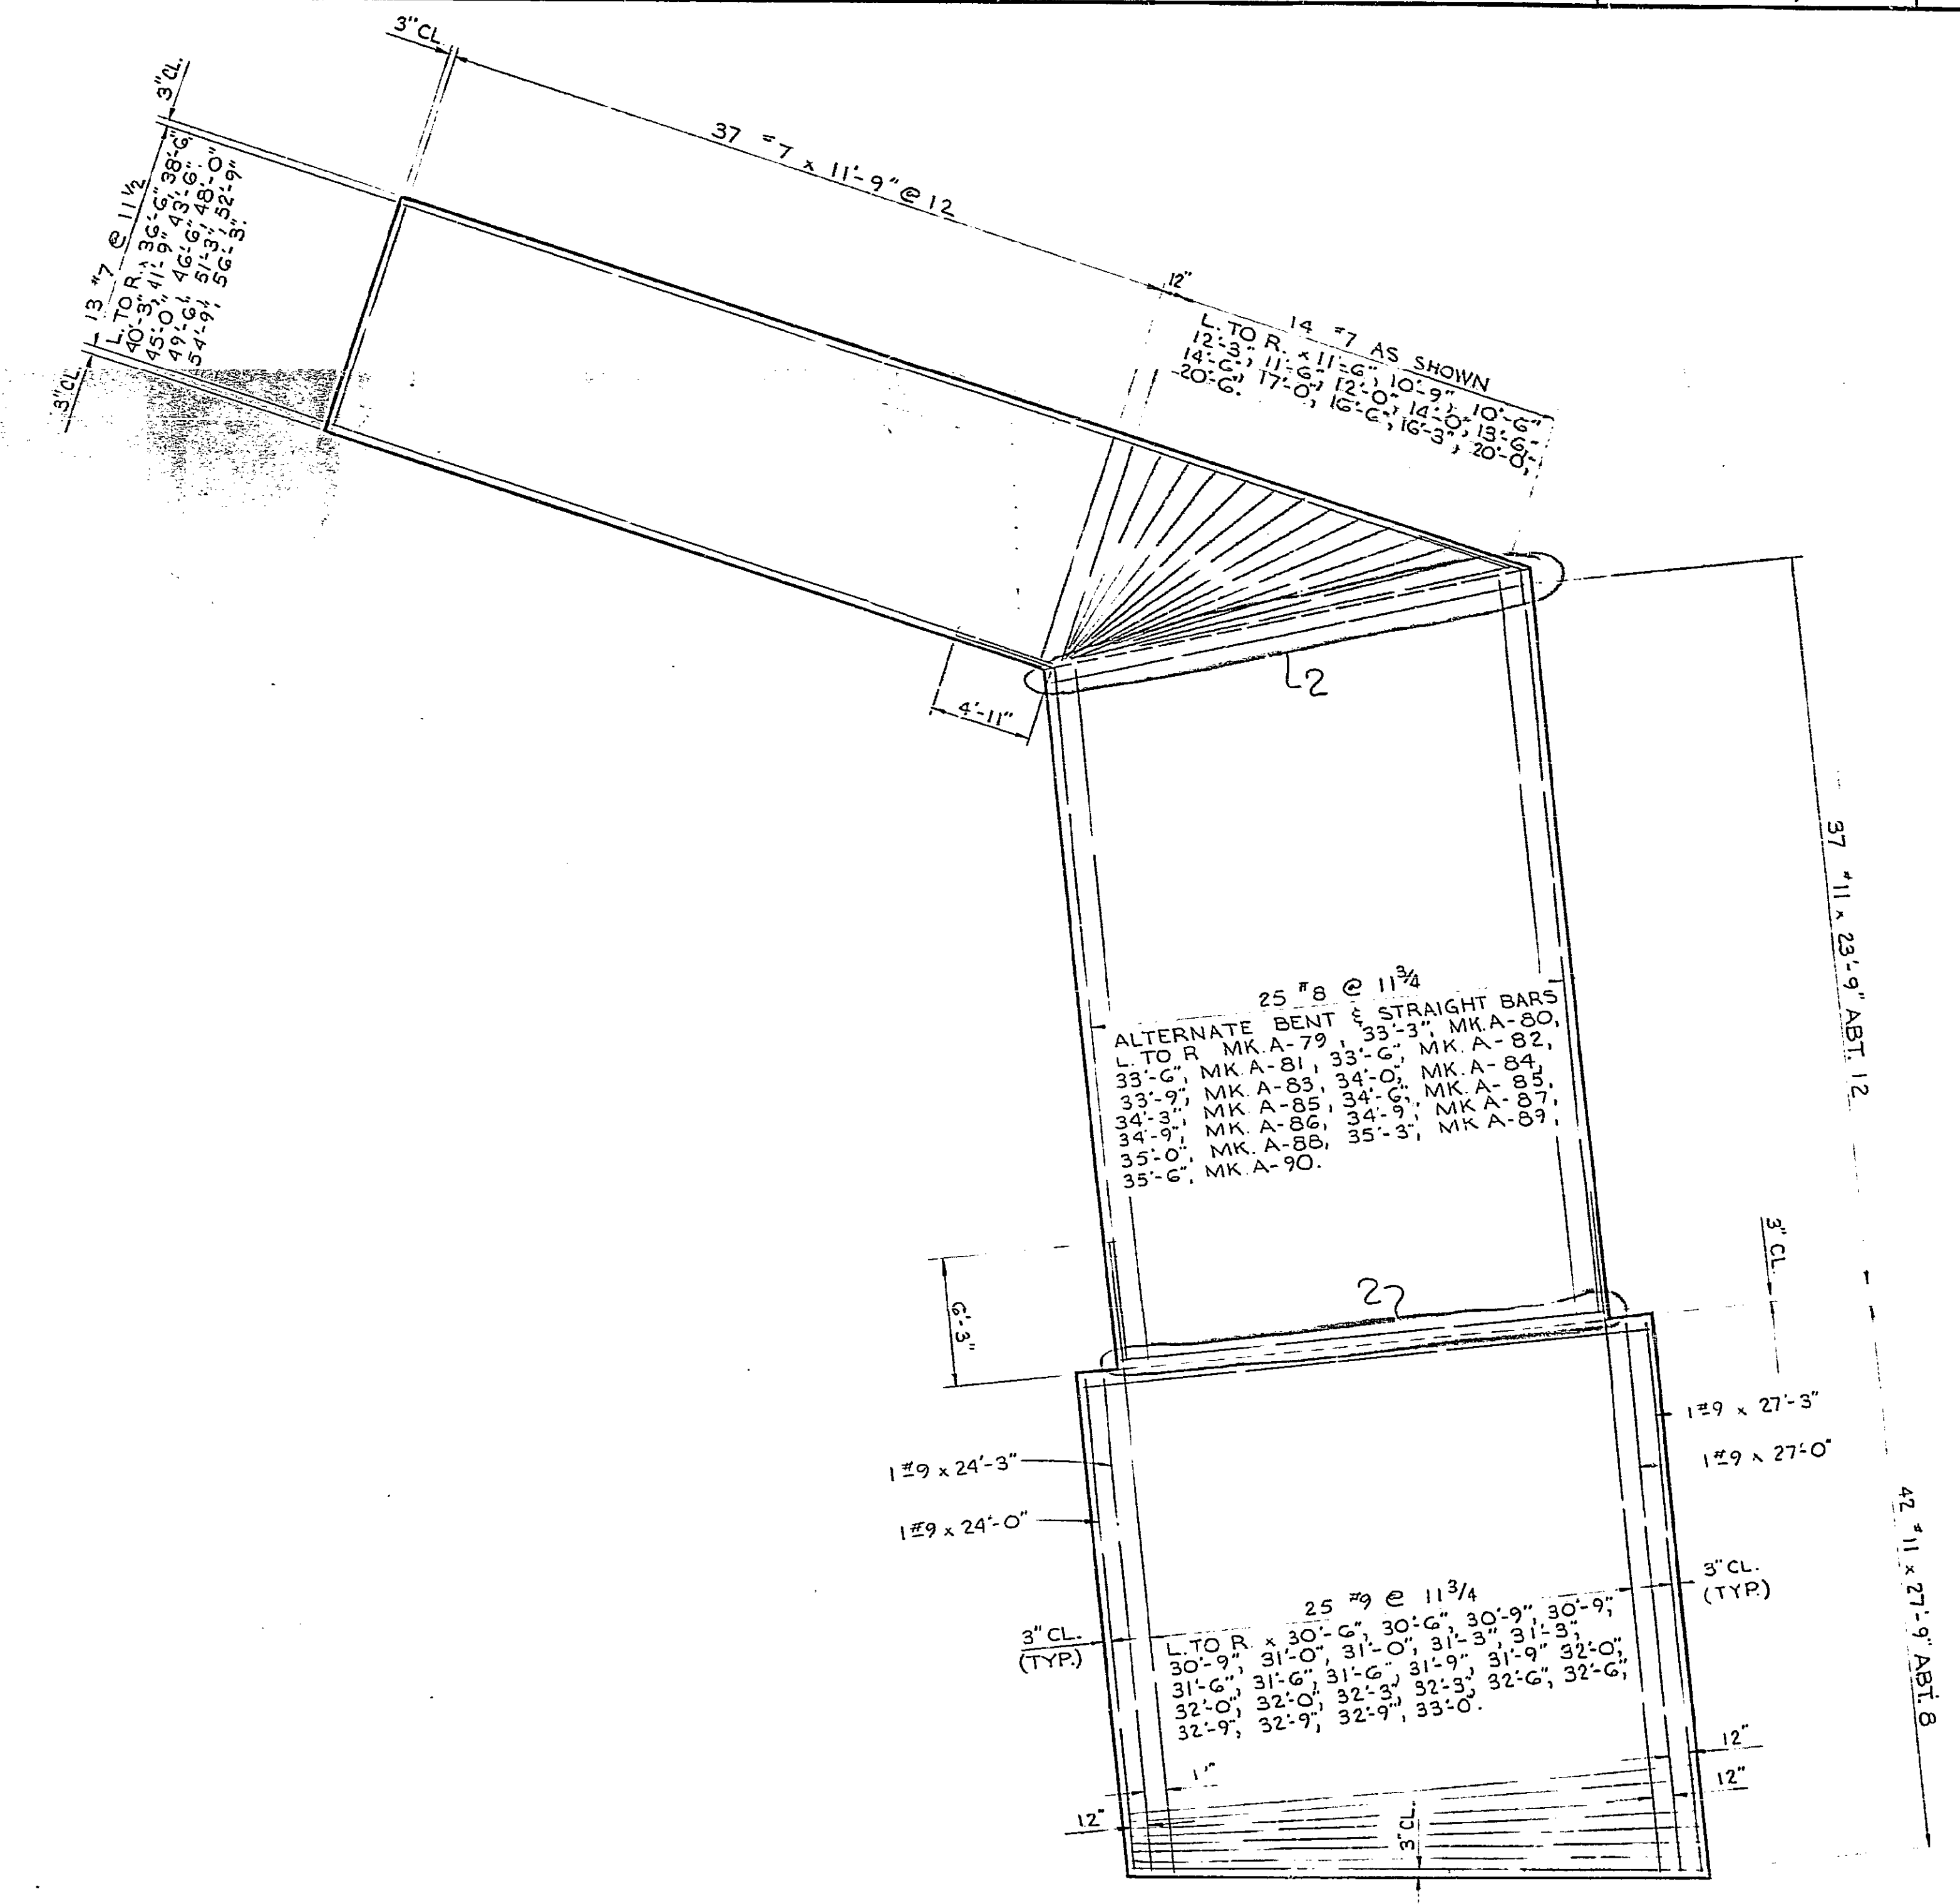 3" CL.
37 #7 x 11'-9" @ 12
3" CL.
13 #7 @ 11 1/2
L. TO R. x 36'-6", 38'-6"
40'-3", 41'-9", 43'-6",
45'-0", 46'-6", 48'-0"
49'-6", 51'-3", 52'-9"
54'-9", 56'-3".
3" CL.
12"
14 #7 AS SHOWN
L. TO R. x 11'-6", 10'-9", 10'-6"
12'-3", 11'-6", 12'-0", 14'-0", 13'-6",
14'-6", 17'-0", 16'-6", 16'-3", 20'-0",
20'-6".
2
4'-11"
37 #11 x 23'-9" ABT. 12
25 #8 @ 11 3/4
ALTERNATE BENT & STRAIGHT BARS
L. TO R MK. A-79, 33'-3", MK. A-80,
33'-6", MK. A-81, 33'-6", MK. A-82,
33'-9", MK. A-83, 34'-0", MK. A-84,
34'-3", MK. A-85, 34'-6", MK. A-85,
34'-9", MK. A-86, 34'-9", MK A-87,
35'-0", MK. A-88, 35'-3", MK A-89,
35'-6", MK. A-90.
3" CL.
6'-3"
2
1 #9 x 27'-3"
1 #9 x 24'-3"
1 #9 x 27'-0"
1 #9 x 24'-0"
42 #11 x 27'-9" ABT. 8
3" CL.
(TYP.)
25 #9 @ 11 3/4
3" CL.
(TYP.)
L. TO R. x 30'-6", 30'-6", 30'-9", 30'-9",
30'-9", 31'-0", 31'-0", 31'-3", 31'-3",
31'-6", 31'-6", 31'-6", 31'-9", 31'-9" 32'-0",
32'-0", 32'-0", 32'-3", 32'-3", 32'-6", 32'-6",
32'-9", 32'-9", 32'-9", 33'-0".
12"
12"
12"
3" CL.